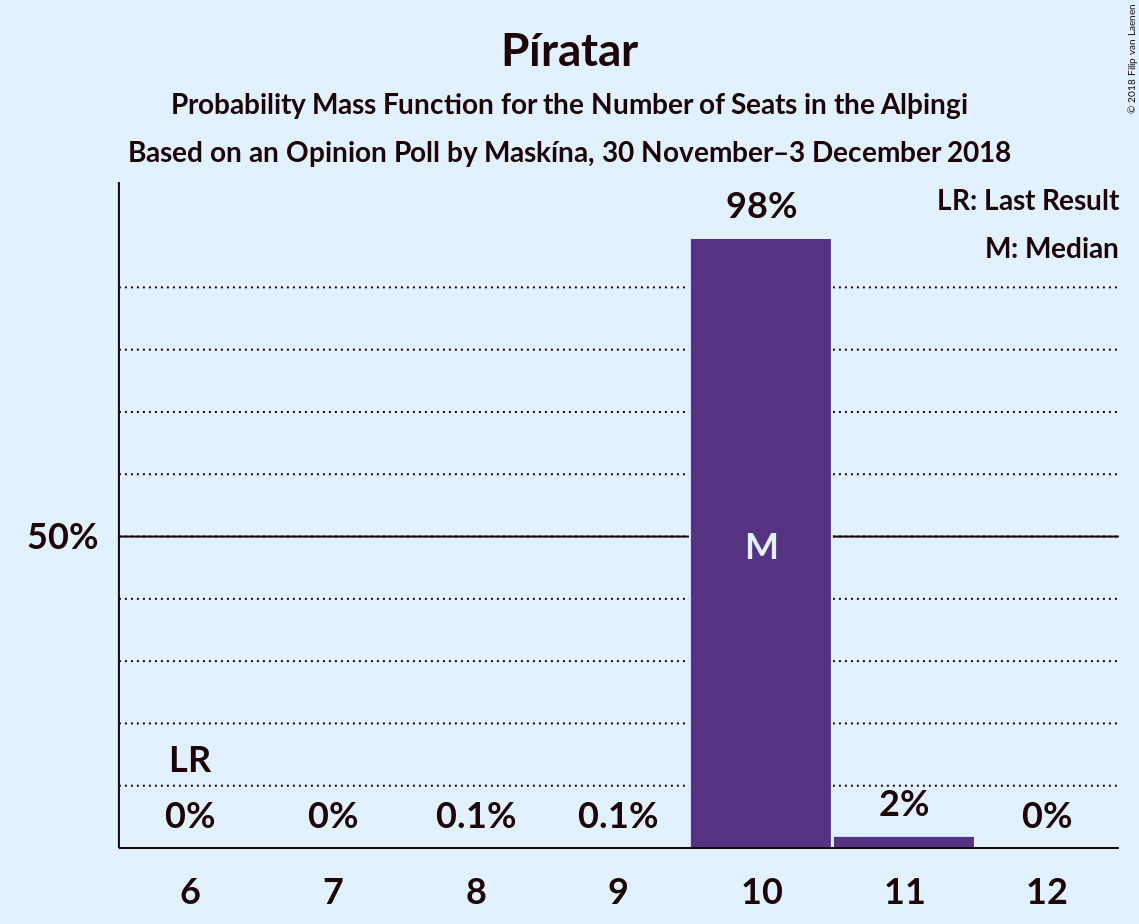 Píratar
Probability Mass Function for the Number of Seats in the Alþingi
Based on an Opinion Poll by Maskína, 30 November–3 December 2018
© 2018 Filip van Laenen
LR: Last Result
M: Median
98%
50%
M
LR
0% 0% 0.1% 0.1% 2% 0%
6 7 8 9 10 11 12